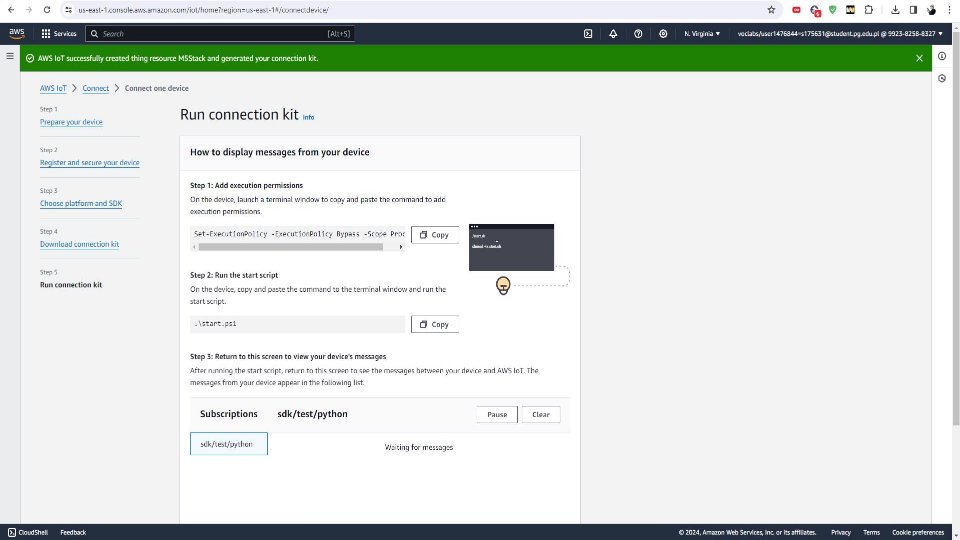 us-east-1.console.aws.amazon.com/iot/home?region=us-east-1#/connectdevice/
aws
Services
Search
[Alt+S]
N. Virginia
voclabs/user1476844=s175631@student.pg.edu.pl @ 9923-8258-8327
AWS IoT successfully created thing resource M5Stack and generated your connection kit.
AWS IoT
Connect
Connect one device
Step 1
Prepare your device
Step 2
Register and secure your device
Step 3
Choose platform and SDK
Step 4
Download connection kit
Step 5
Run connection kit
Run connection kit Info
How to display messages from your device
Step 1: Add execution permissions
On the device, launch a terminal window to copy and paste the command to add
execution permissions.
Set-ExecutionPolicy -ExecutionPolicy Bypass -Scope Proc
Copy
Step 2: Run the start script
On the device, copy and paste the command to the terminal window and run the
start script.
.\start.ps1
Copy
Step 3: Return to this screen to view your device's messages
After running the start script, return to this screen to see the messages between your device and AWS IoT. The
messages from your device appear in the following list.
Subscriptions
sdk/test/python
Pause
Clear
sdk/test/python
Waiting for messages
CloudShell
Feedback
© 2024, Amazon Web Services, Inc. or its affiliates.
Privacy
Terms
Cookie preferences